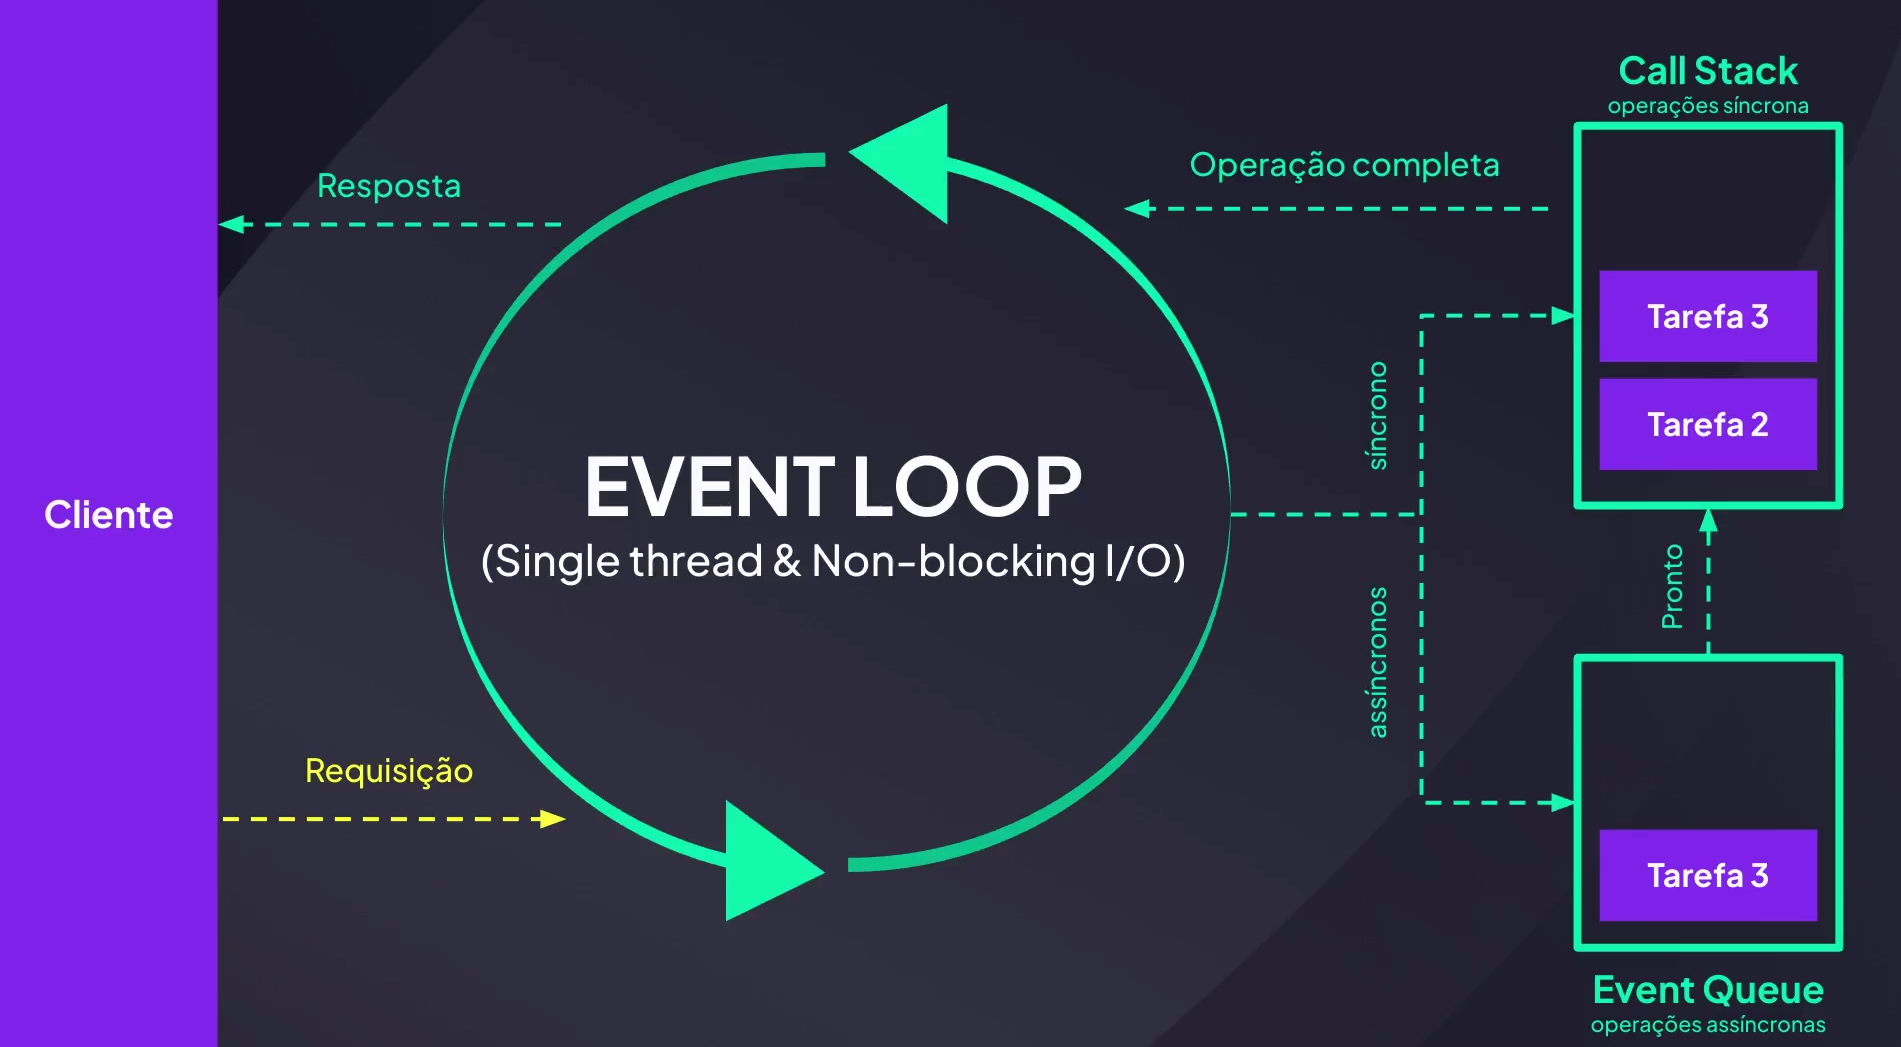 Call Stack
operações síncrona
Operação completa
Resposta
Tarefa 3
síncrono
Tarefa 2
EVENT LOOP
Cliente
(Single thread & Non-blocking I/O)
Pronto
assíncronos
Requisição
Tarefa 3
Event Queue
operações assíncronas